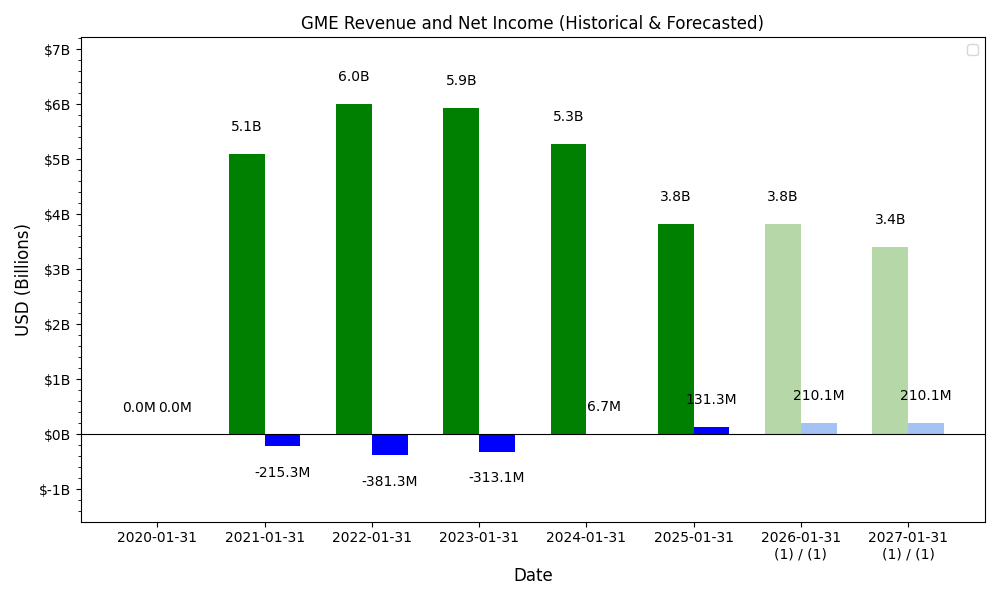 GME Revenue and Net Income (Historical & Forecasted)
$7B
$6B
$5B
$4B
$3B
$2B
$1B
$0B
$-1B
USD (Billions)
0.0M 0.0M
5.1B
-215.3M
6.0B
-381.3M
5.9B
-313.1M
5.3B
6.7M
3.8B
131.3M
3.8B
210.1M
3.4B
210.1M
2020-01-31
2021-01-31
2022-01-31
2023-01-31
2024-01-31
2025-01-31
2026-01-31
(1) / (1)
2027-01-31
(1) / (1)
Date